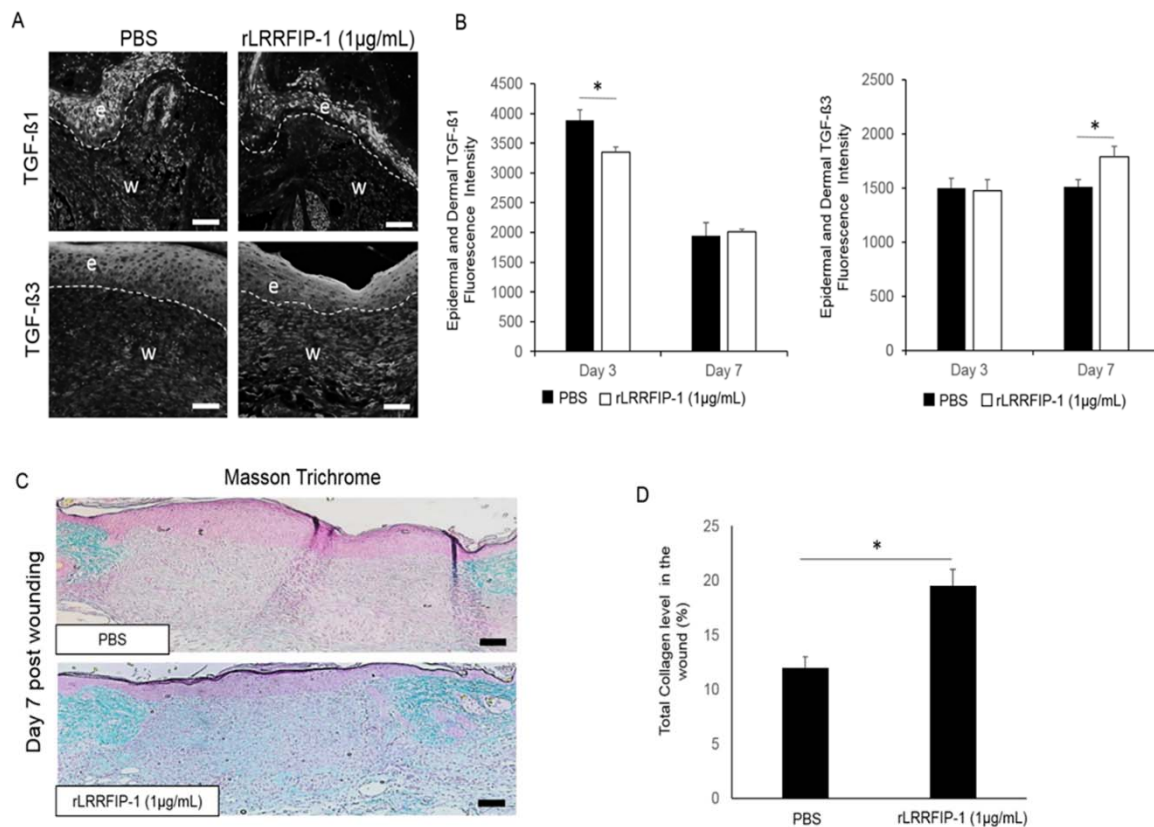 A
PBS
rLRRFIP-1 (1µg/mL)
TGF-ß1
e
w
e
w
TGF-ß3
e
w
e
w
B
Epidermal and Dermal TGF-ß1
Fluorescence Intensity
4500
4000
3500
3000
2500
2000
1500
1000
500
0
*
Day 3
Day 7
PBS
rLRRFIP-1 (1µg/mL)
Epidermal and Dermal TGF-ß3
Fluorescence Intensity
2500
2000
1500
1000
500
0
*
Day 3
Day 7
PBS
rLRRFIP-1 (1µg/mL)
C
Masson Trichrome
Day 7 post wounding
PBS
rLRRFIP-1 (1µg/mL)
D
Total Collagen level in the
wound (%)
25
20
15
10
5
0
*
PBS
rLRRFIP-1 (1µg/mL)